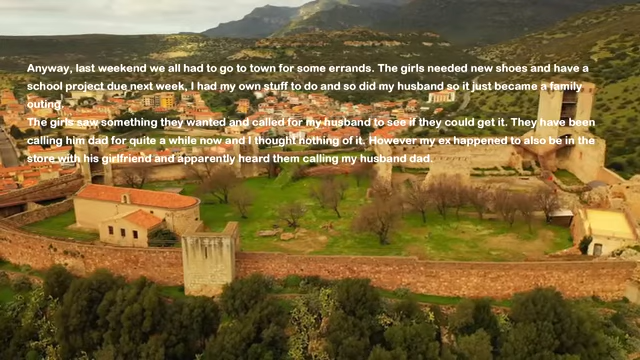 Anyway, last weekend we all had to go to town for some errands. The girls needed new shoes and have a
school project due next week, I had my own stuff to do and so did my husband so it just became a family
outing.
The girls saw something they wanted and called for my husband to see if they could get it. They have been
calling him dad for quite a while now and I thought nothing of it. However my ex happened to also be in the
store with his girlfriend and apparently heard them calling my husband dad.